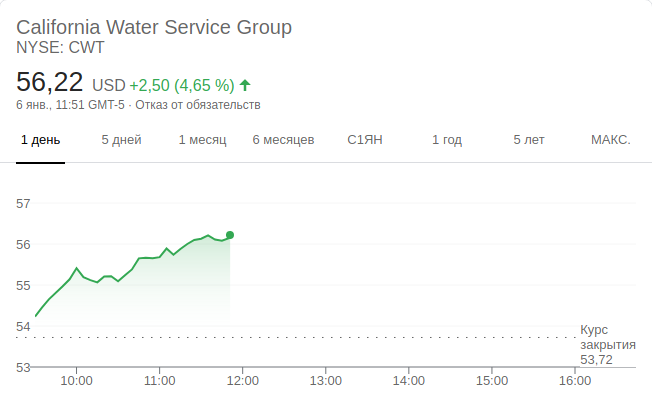 California Water Service Group
NYSE: CWT
56,22 USD +2,50 (4,65 %)
6 янв., 11:51 GMT-5 · Отказ от обязательств
1 день 5 дней 1 месяц 6 месяцев С1ЯН 1 год 5 лет МАКС.
57
56
55
54
Курс
закрытия
53,72
53
10:00 11:00 12:00 13:00 14:00 15:00 16:00